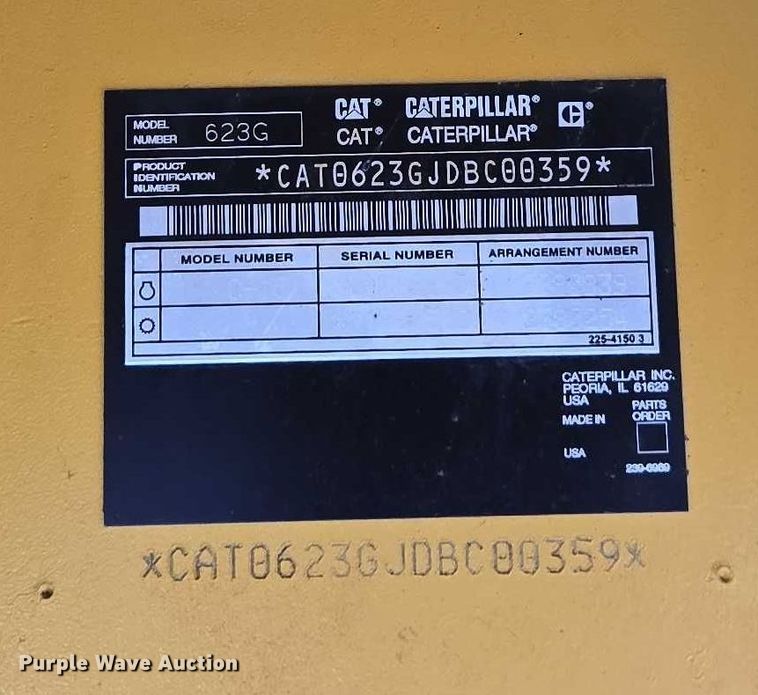 MODEL NUMBER 623G
CAT® CATERPILLAR® C®
CAT® CATERPILLAR®
PRODUCT IDENTIFICATION NUMBER *CAT0623GJDBC00359*
MODEL NUMBER SERIAL NUMBER ARRANGEMENT NUMBER
225-4150 3
CATERPILLAR INC.
PEORIA, IL 61629
USA
MADE IN
USA
PARTS
ORDER
239-6969
*CAT0623GJDBC00359*
Purple Wave Auction